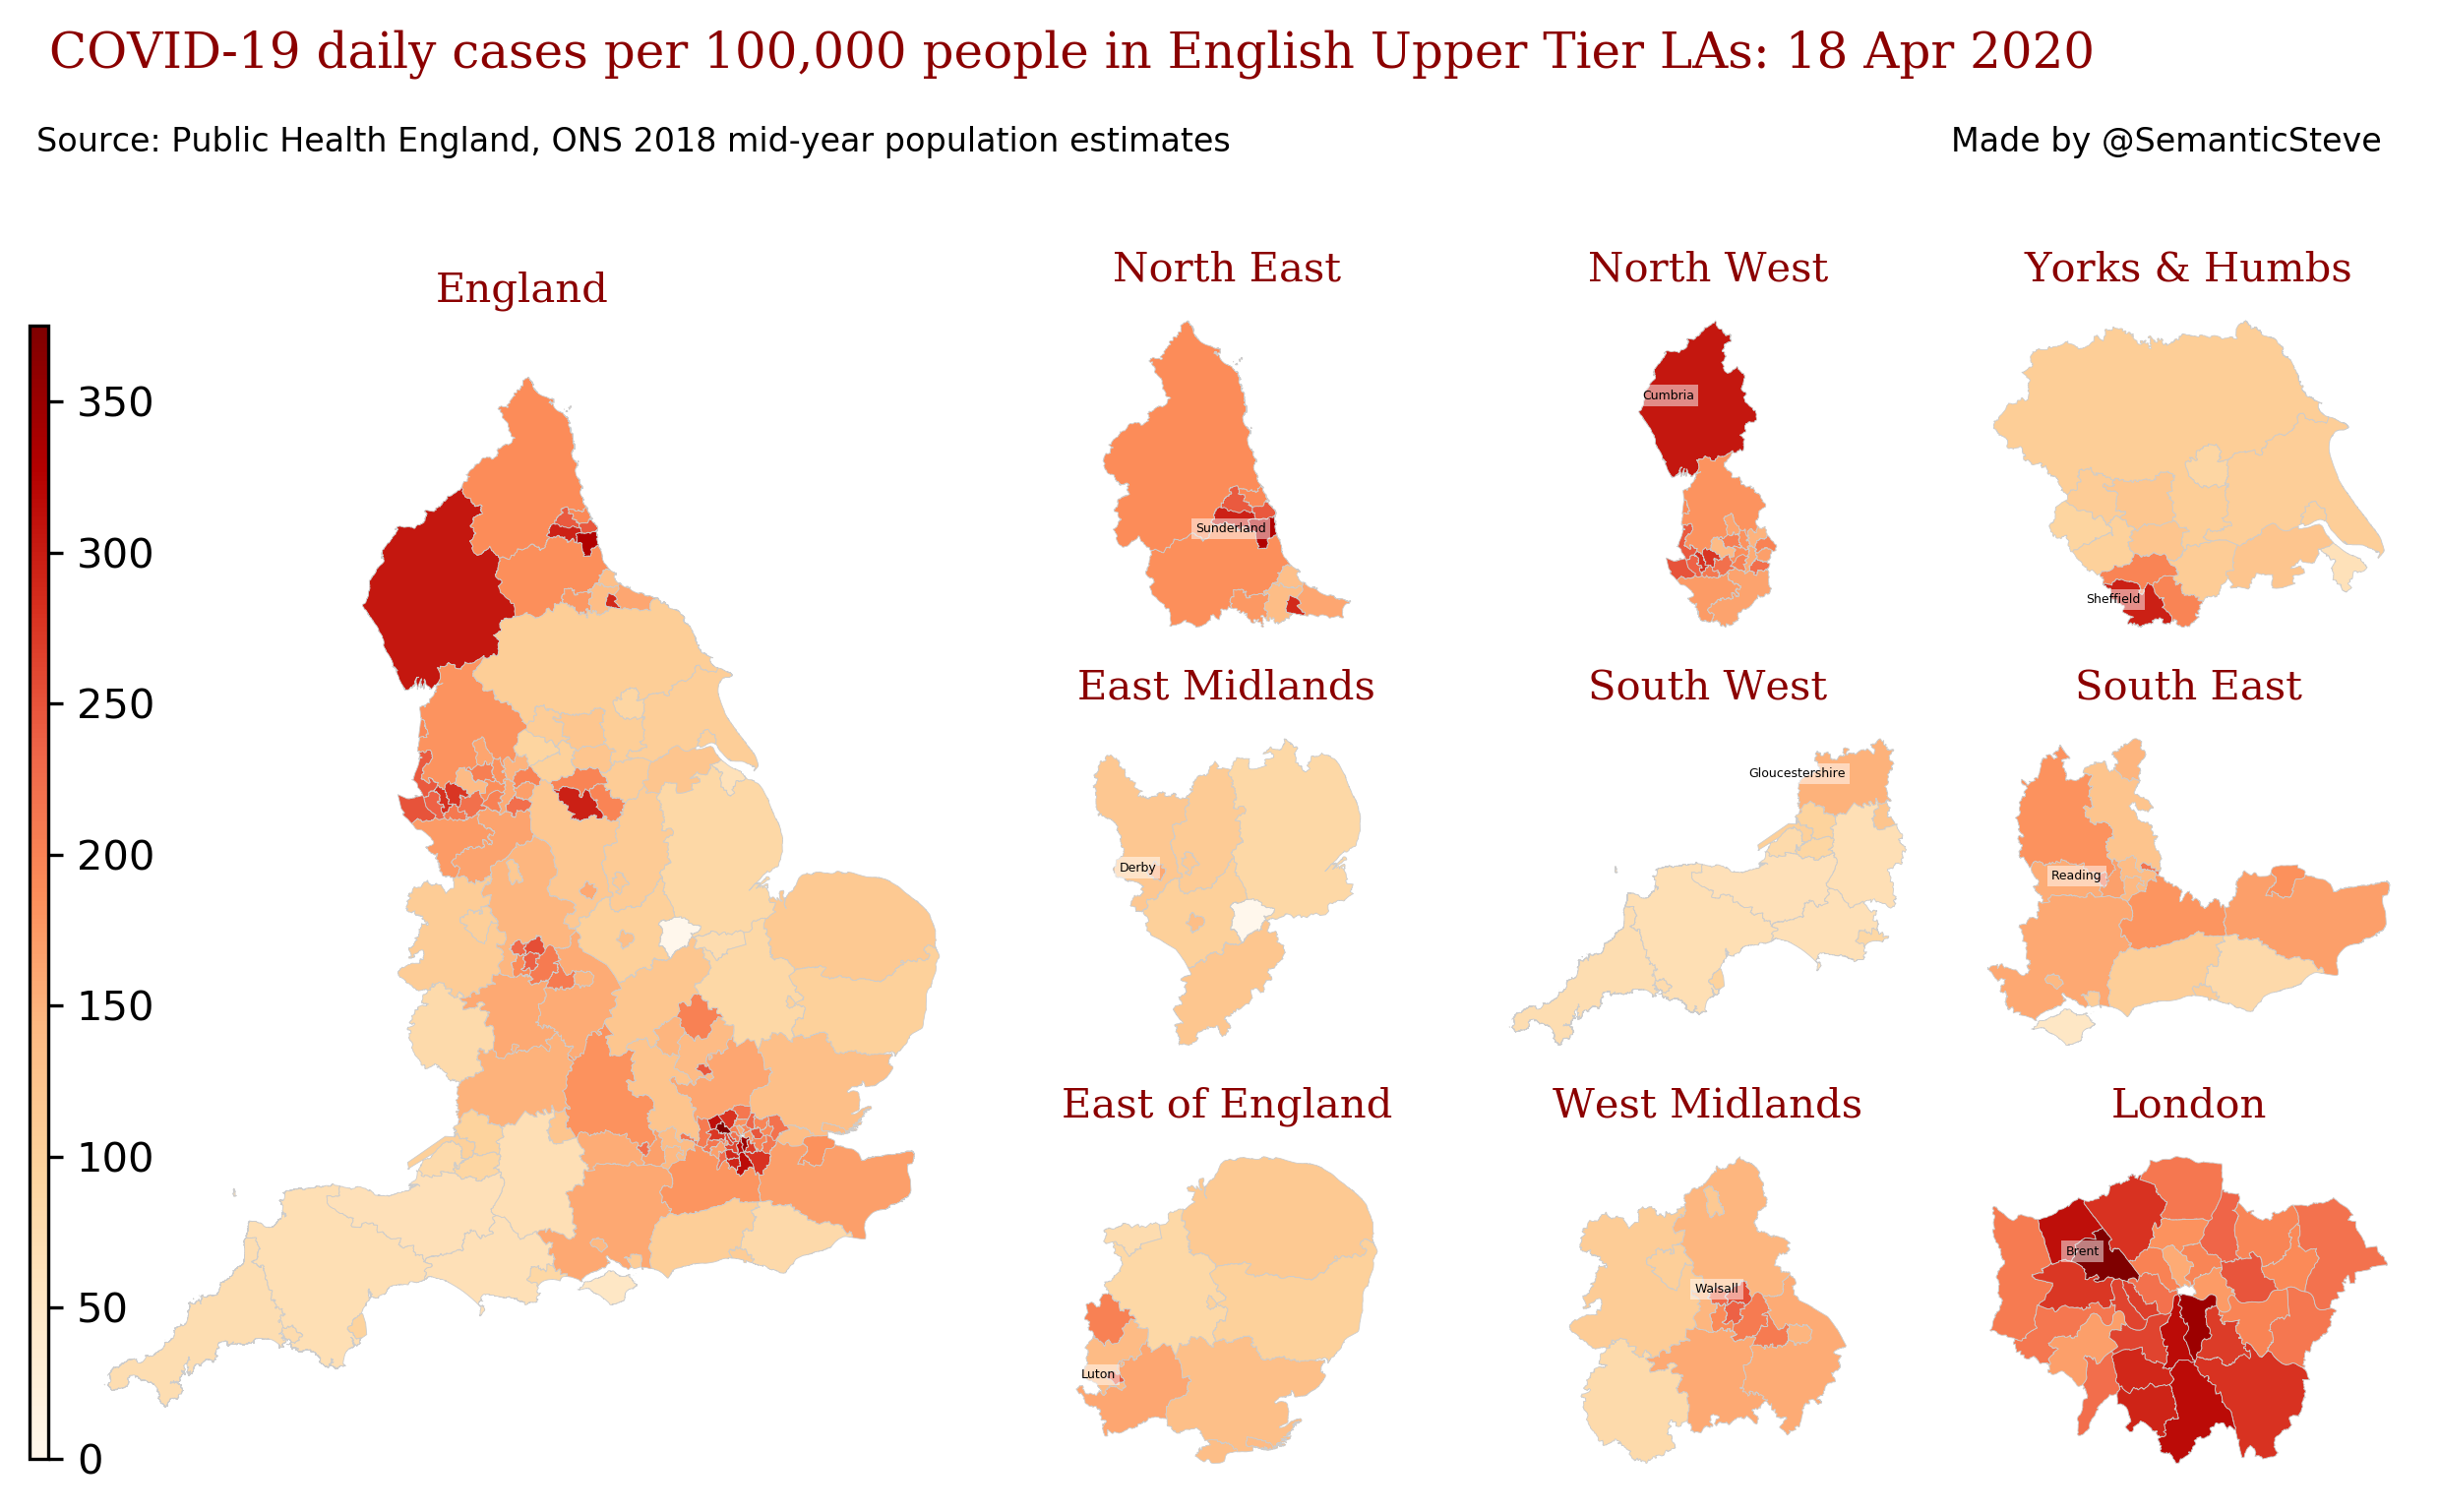 COVID-19 daily cases per 100,000 people in English Upper Tier LAs: 18 Apr 2020
Source: Public Health England, ONS 2018 mid-year population estimates
Made by @SemanticSteve
England
350
300
250
200
150
100
50
0
North East
Sunderland
North West
Cumbria
Yorks & Humbs
Sheffield
East Midlands
Derby
South West
Gloucestershire
South East
Reading
East of England
Luton
West Midlands
Walsall
London
Brent